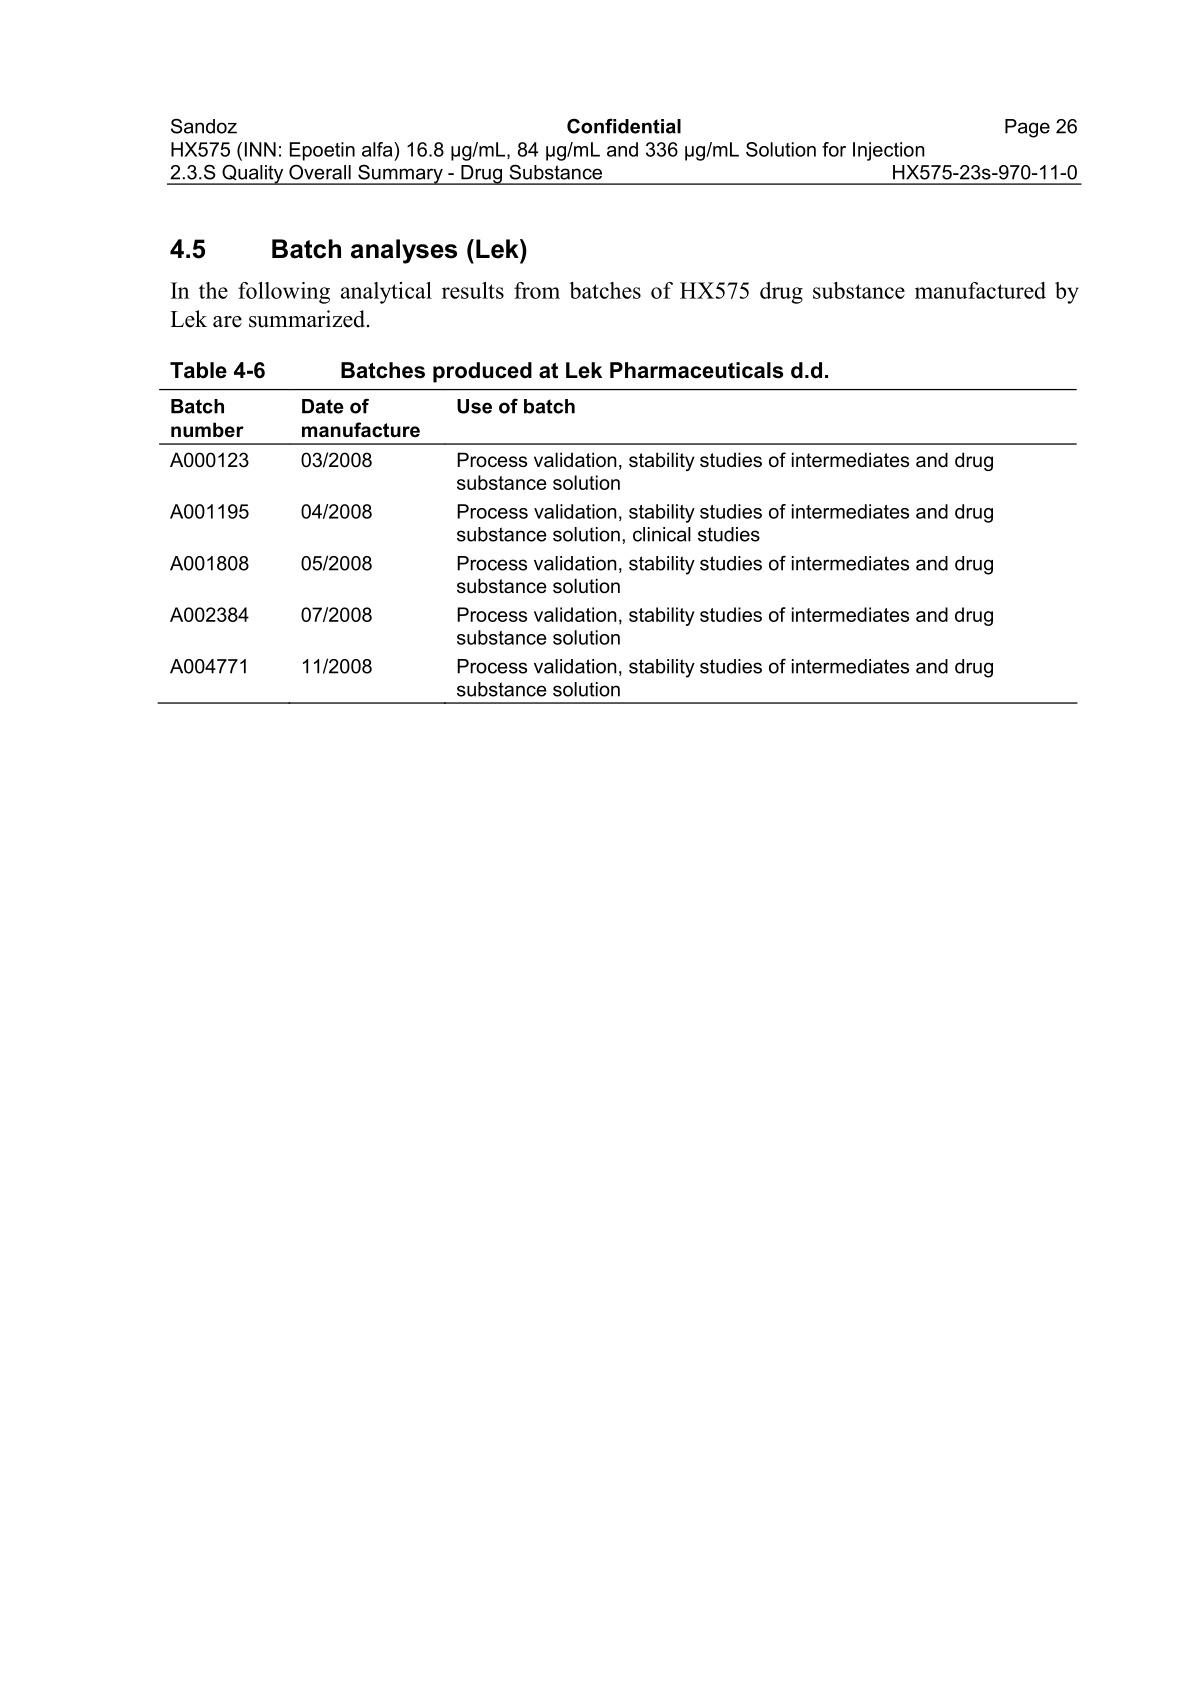 Sandoz Confidential Page 26
HX575 (INN: Epoetin alfa) 16.8 µg/mL, 84 µg/mL and 336 µg/mL Solution for Injection
2.3.S Quality Overall Summary - Drug Substance HX575-23s-970-11-0
4.5 Batch analyses (Lek)
In the following analytical results from batches of HX575 drug substance manufactured by
Lek are summarized.
Table 4-6 Batches produced at Lek Pharmaceuticals d.d.
Batch Date of Use of batch
number manufacture
A000123 03/2008 Process validation, stability studies of intermediates and drug
substance solution
A001195 04/2008 Process validation, stability studies of intermediates and drug
substance solution, clinical studies
A001808 05/2008 Process validation, stability studies of intermediates and drug
substance solution
A002384 07/2008 Process validation, stability studies of intermediates and drug
substance solution
A004771 11/2008 Process validation, stability studies of intermediates and drug
substance solution